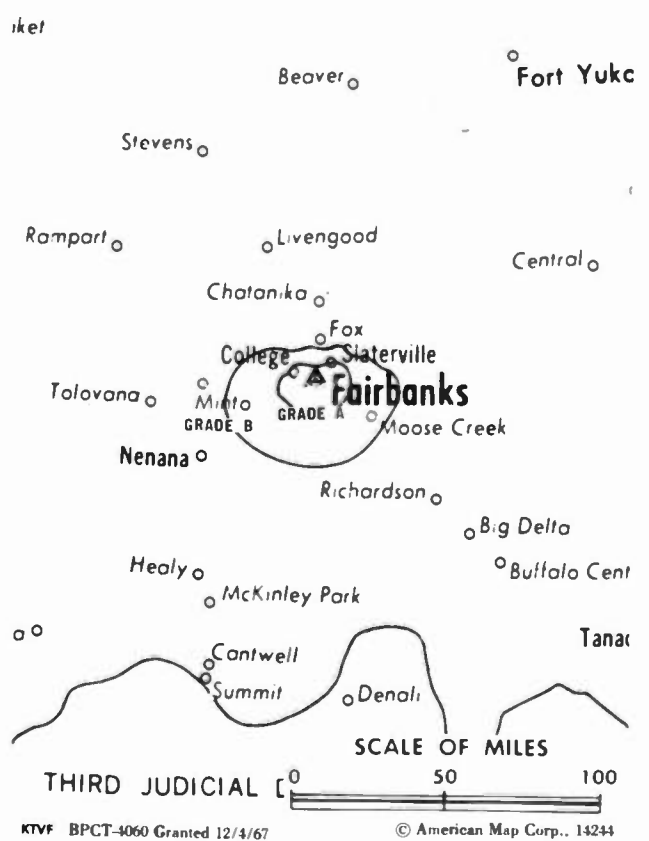 ıket
Beaver
Fort Yukc
Stevens
Rampart
Livengood
Central
Chatanika
Fox
College
Slaterville
Fairbanks
Tolovana
Minto
GRADE A
GRADE B
Moose Creek
Nenana
Richardson
Big Delta
Healy
Buffalo Cent
McKinley Park
a
Tanac
Cantwell
Summit
Denali
SCALE OF MILES
THIRD JUDICIAL D
0 50 100
KTVF BPCT-4060 Granted 12/4/67
© American Map Corp., 14244